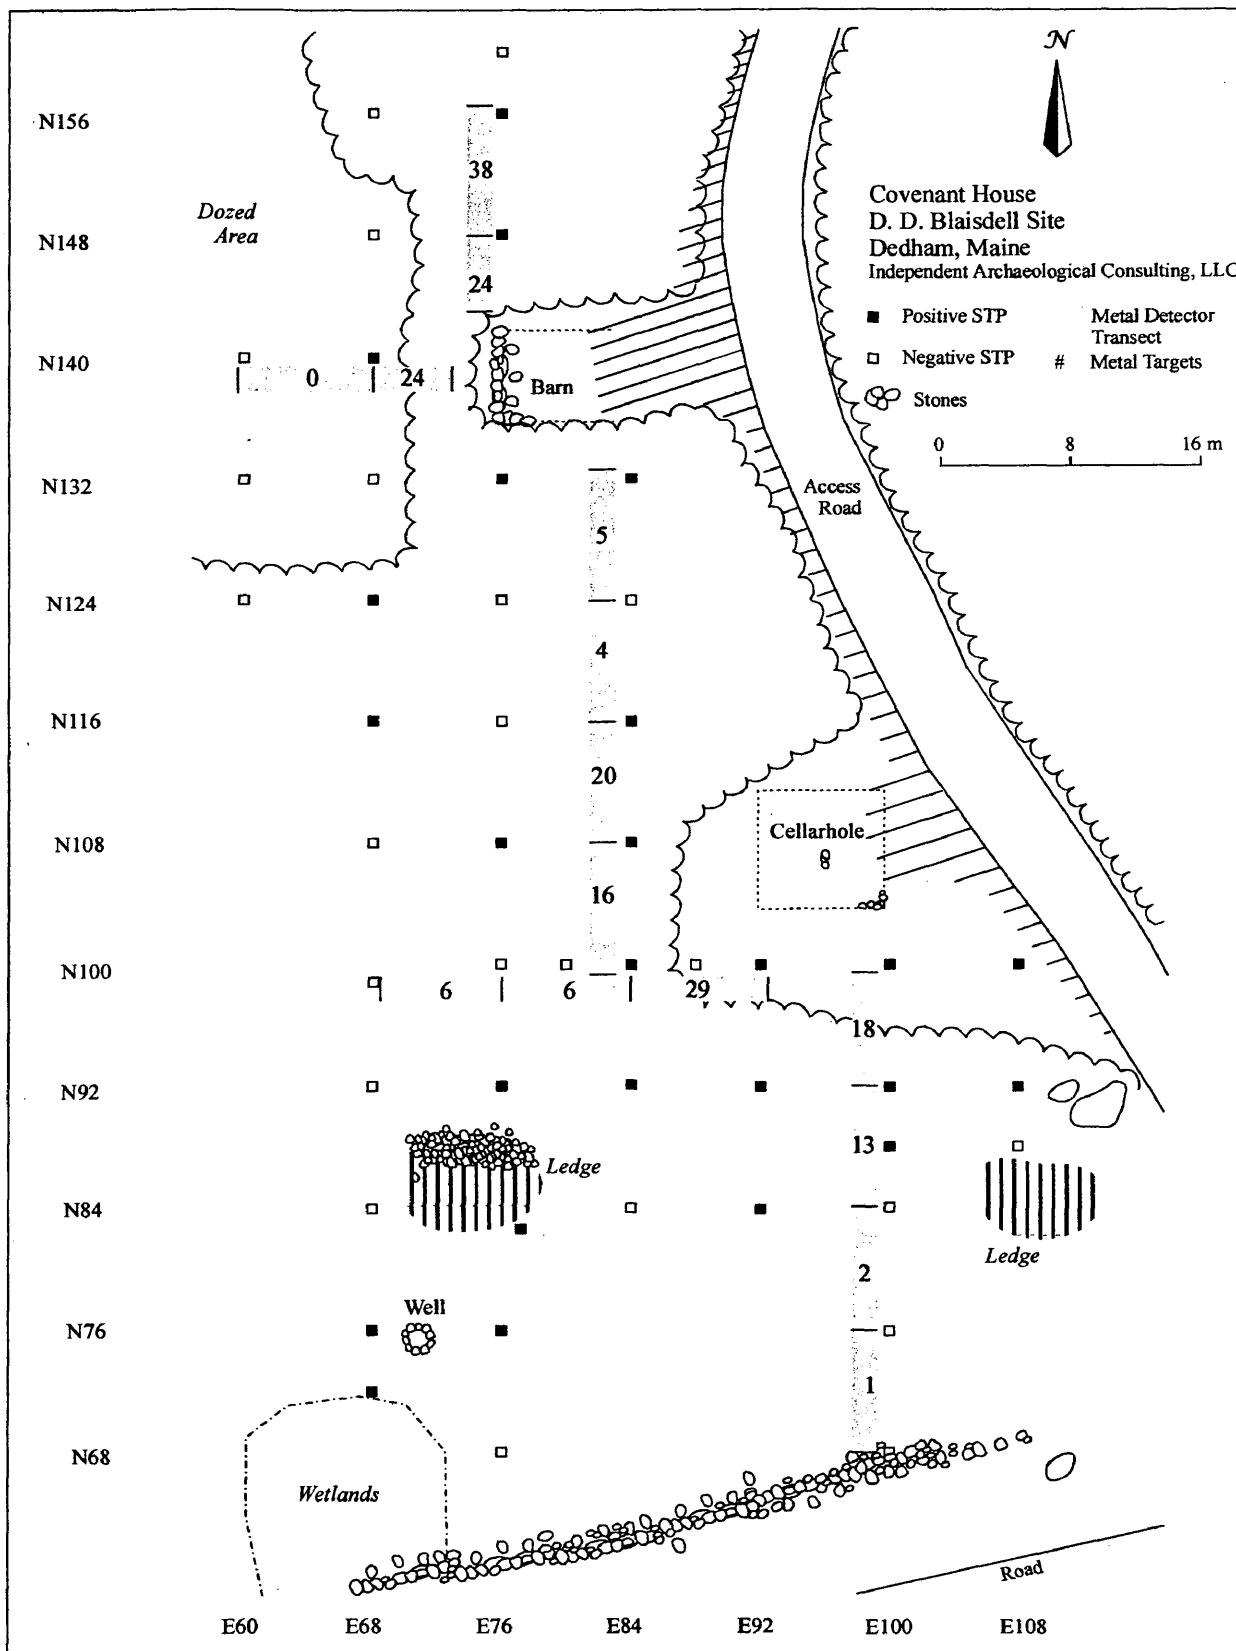 N
N156
38
Dozed
Area
N148
24
Covenant House
D. D. Blaisdell Site
Dedham, Maine
Independent Archaeological Consulting, LLC
Positive STP
Negative STP
Stones
Metal Detector
Transect
# Metal Targets
0 8 16 m
N140
0
24
Barn
N132
Access
Road
5
N124
4
N116
20
Cellarhole
N108
16
N100
6
6
29
18
N92
13
Ledge
N84
Ledge
2
Well
N76
1
N68
Wetlands
Road
E60 E68 E76 E84 E92 E100 E108